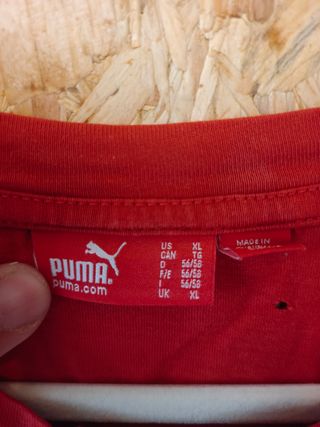 PUMA
puma.com
US XL
CAN TG
D 56/58
F/E 56/58
I 56/58
UK XL
MADE IN